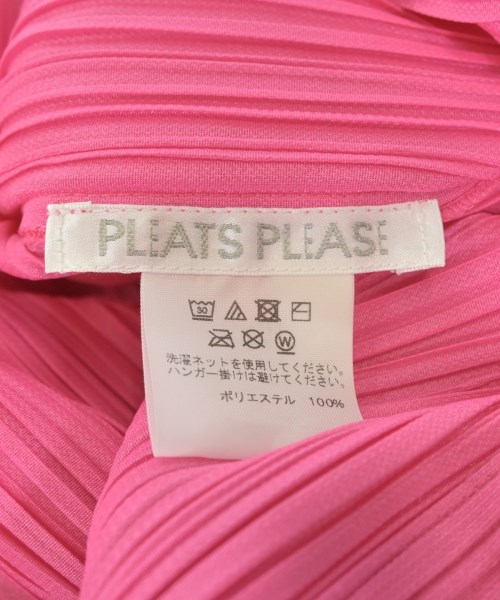 PLEATS PLEASE
30
W
洗濯ネットを使用してください。
ハンガー掛けは避けてください。
ポリエステル 100%